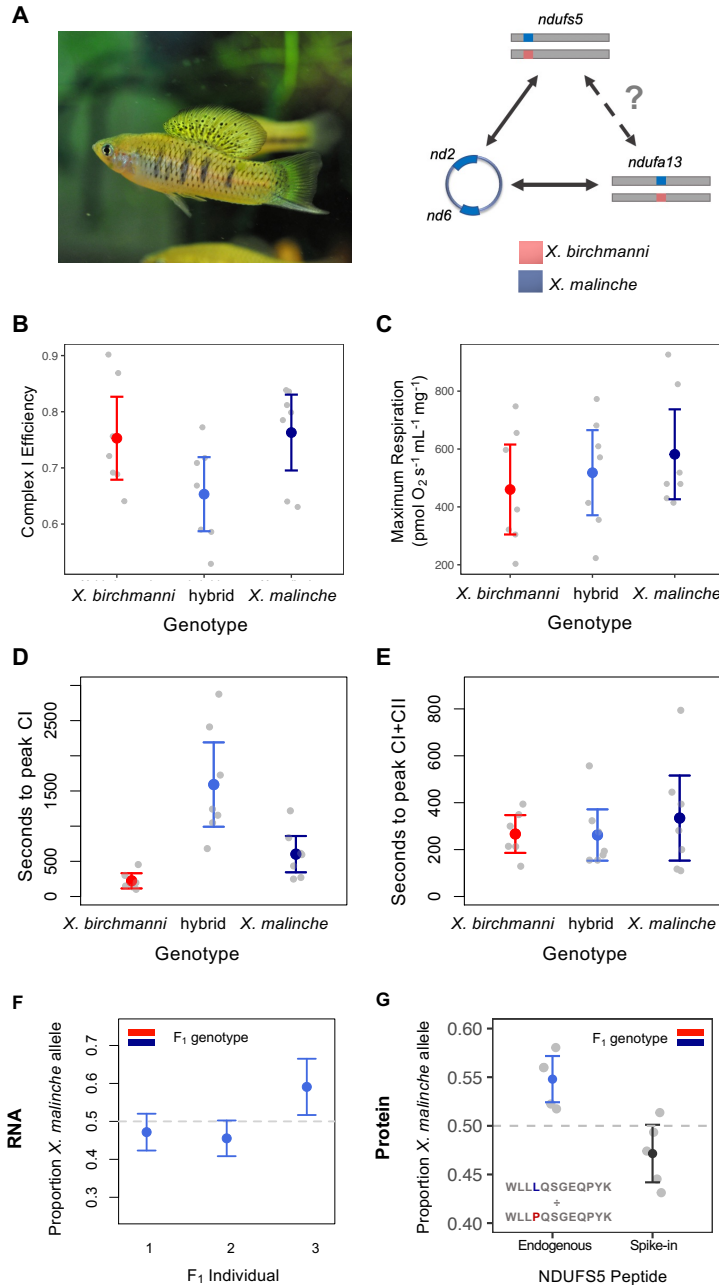 A
ndufs5
?
nd2
nd6
ndufa13
X. birchmanni
X. malinche
B
Complex I Efficiency
0.9
0.8
0.7
0.6
X. birchmanni hybrid X. malinche
Genotype
C
Maximum Respiration
(pmol O2 s-1 mL-1 mg-1)
800
600
400
200
X. birchmanni hybrid X. malinche
Genotype
D
Seconds to peak CI
2500
1500
500
0
X. birchmanni hybrid X. malinche
Genotype
E
Seconds to peak CI+CII
800
600
400
200
0
X. birchmanni hybrid X. malinche
Genotype
F
RNA
Proportion X. malinche allele
F1 genotype
0.7
0.6
0.5
0.4
0.3
1 2 3
F1 Individual
G
Protein
Proportion X. malinche allele
F1 genotype
0.60
0.55
0.50
0.45
0.40
WLLLQSGEQPYK
÷
WLLPQSGEQPYK
Endogenous Spike-in
NDUFS5 Peptide